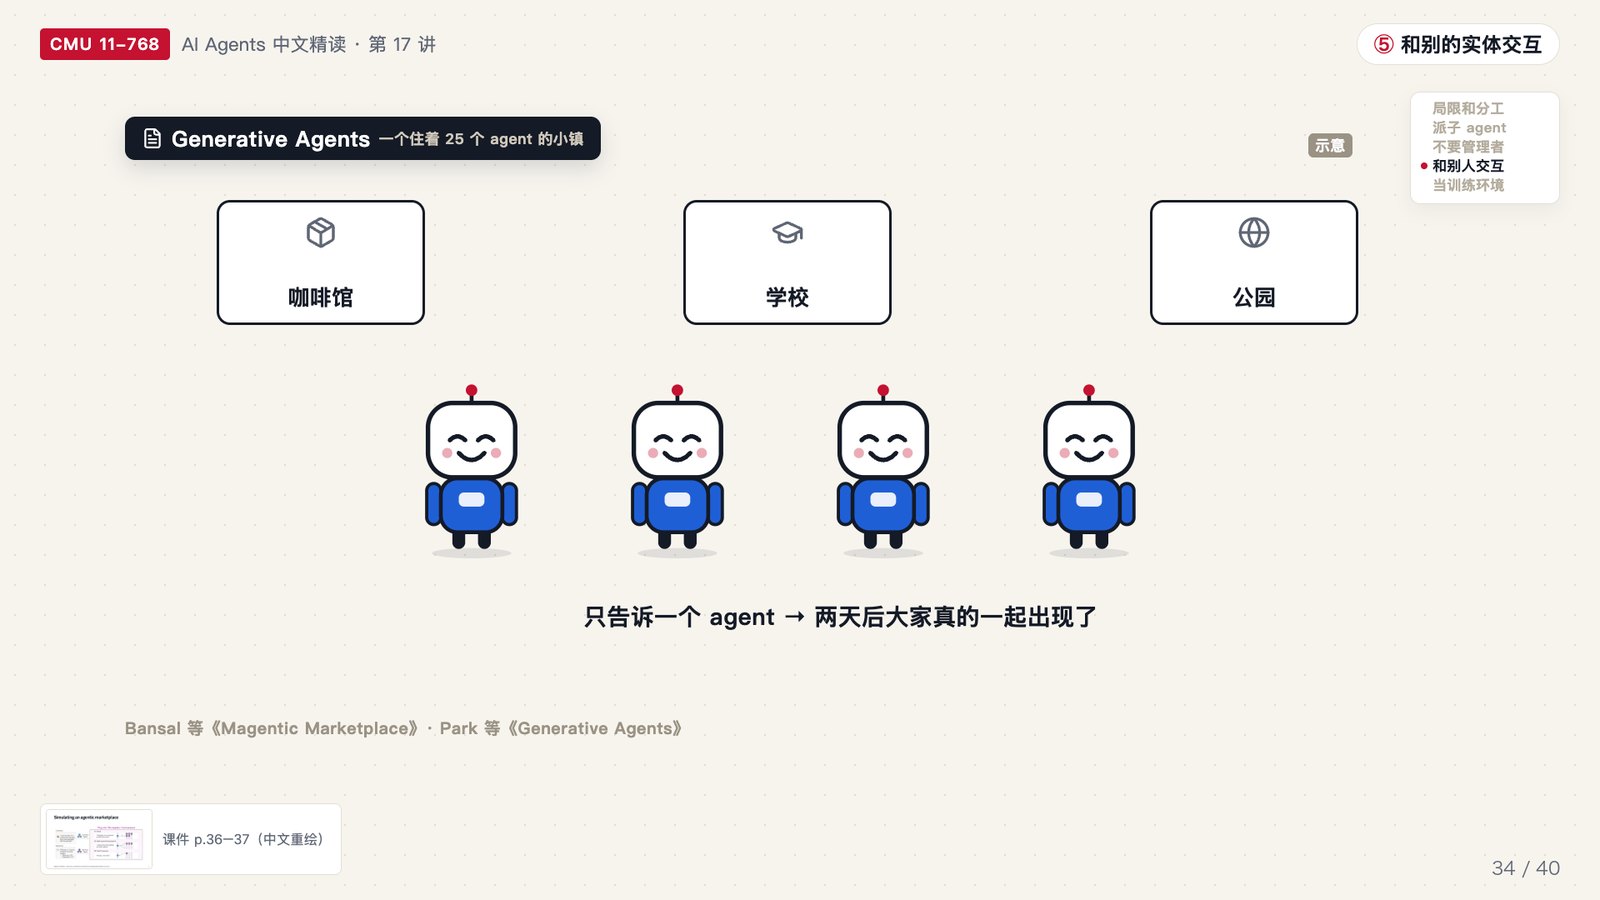 CMU 11-768 AI Agents 中文精读 · 第 17 讲
⑤ 和别的实体交互
局限和分工
派子 agent
不要管理者
和别人交互
当训练环境
Generative Agents 一个住着 25 个 agent 的小镇
示意
咖啡馆
学校
公园
只告诉一个 agent → 两天后大家真的一起出现了
Bansal 等《Magentic Marketplace》· Park 等《Generative Agents》
Simulating an agentic marketplace
课件 p.36–37（中文重绘）
34 / 40